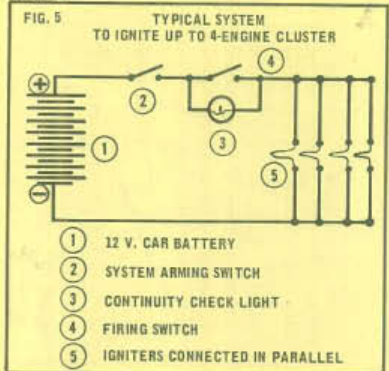 FIG. 5
TYPICAL SYSTEM
TO IGNITE UP TO 4-ENGINE CLUSTER
4
+
2
1
3
5
−
1 12 V. CAR BATTERY
2 SYSTEM ARMING SWITCH
3 CONTINUITY CHECK LIGHT
4 FIRING SWITCH
5 IGNITERS CONNECTED IN PARALLEL